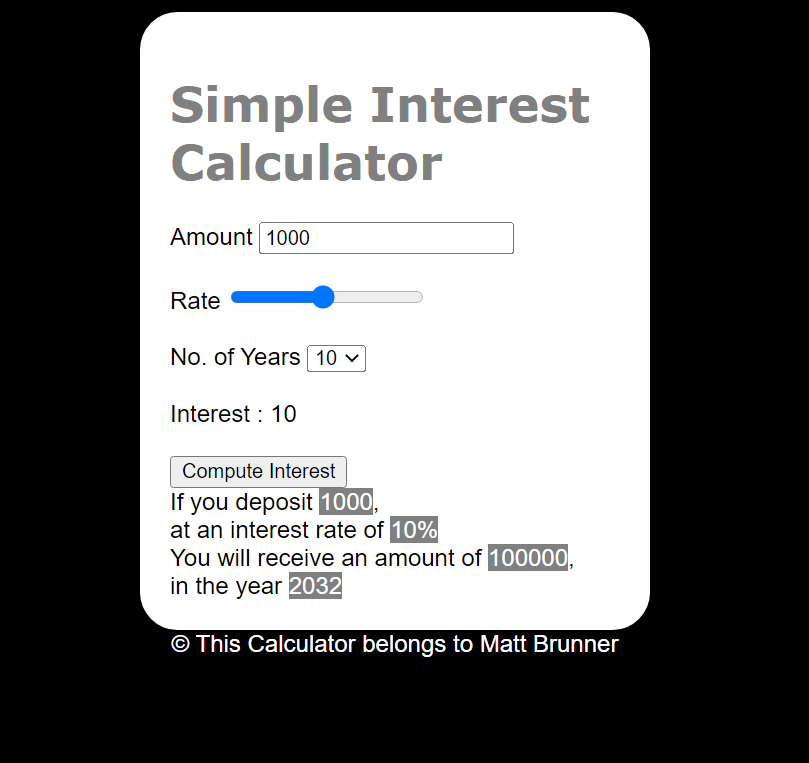 Simple Interest
Calculator
Amount 1000
Rate
No. of Years 10
Interest : 10
Compute Interest
If you deposit 1000,
at an interest rate of 10%
You will receive an amount of 100000,
in the year 2032
© This Calculator belongs to Matt Brunner